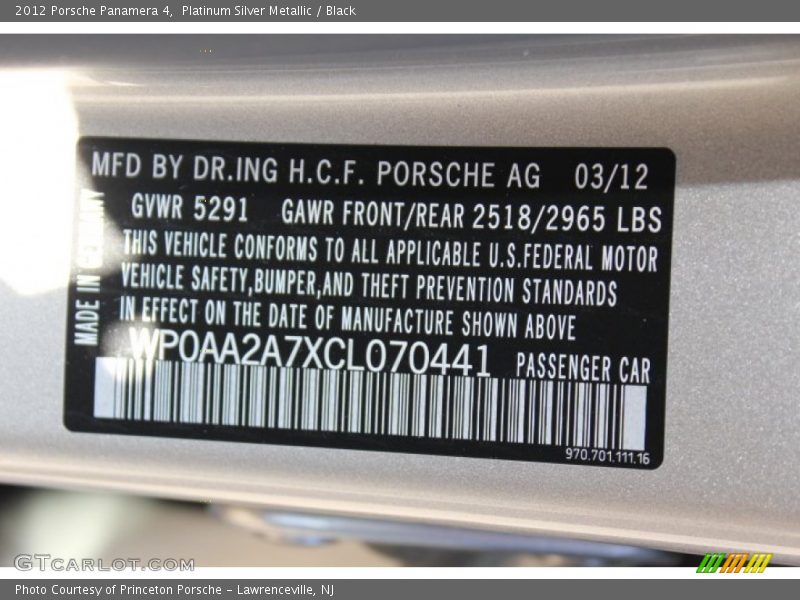 2012 Porsche Panamera 4,  Platinum Silver Metallic / Black
MFD BY DR.ING H.C.F. PORSCHE AG 03/12
GVWR 5291 GAWR FRONT/REAR 2518/2965 LBS
THIS VEHICLE CONFORMS TO ALL APPLICABLE U.S.FEDERAL MOTOR
VEHICLE SAFETY,BUMPER,AND THEFT PREVENTION STANDARDS
IN EFFECT ON THE DATE OF MANUFACTURE SHOWN ABOVE
MADE IN GERMANY
WP0AA2A7XCL070441 PASSENGER CAR
970.701.111.16
GTcarlot.com
Photo Courtesy of Princeton Porsche - Lawrenceville, NJ